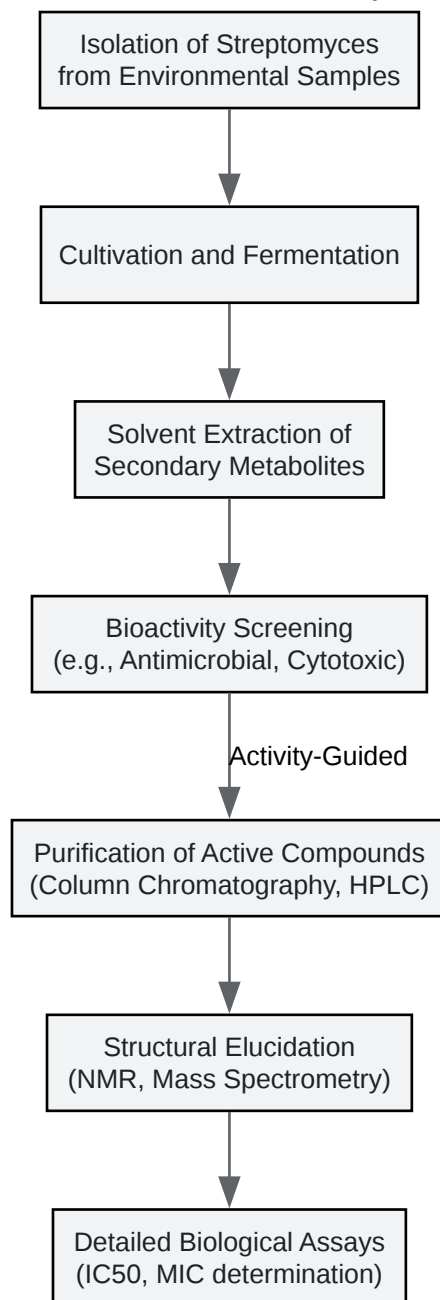 Isolation of Streptomyces
from Environmental Samples
Cultivation and Fermentation
Solvent Extraction of
Secondary Metabolites
Bioactivity Screening
(e.g., Antimicrobial, Cytotoxic)
Activity-Guided
Purification of Active Compounds
(Column Chromatography, HPLC)
Structural Elucidation
(NMR, Mass Spectrometry)
Detailed Biological Assays
(IC50, MIC determination)